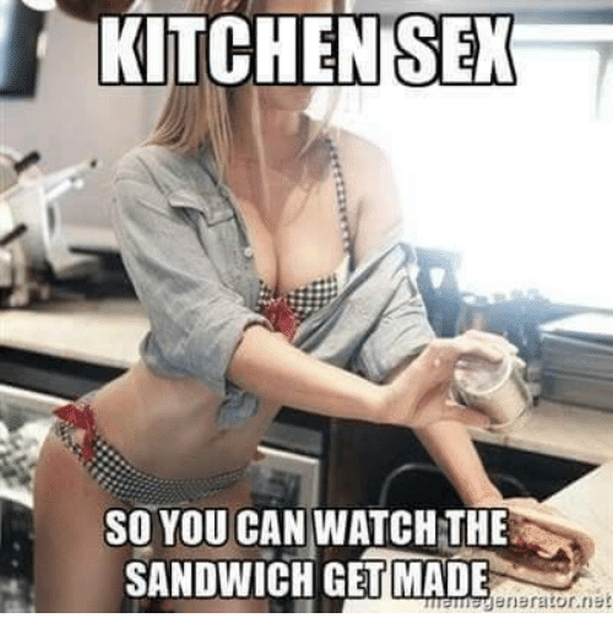 KITCHEN SEX
SO YOU CAN WATCH THE
SANDWICH GET MADE
memegenerator.net